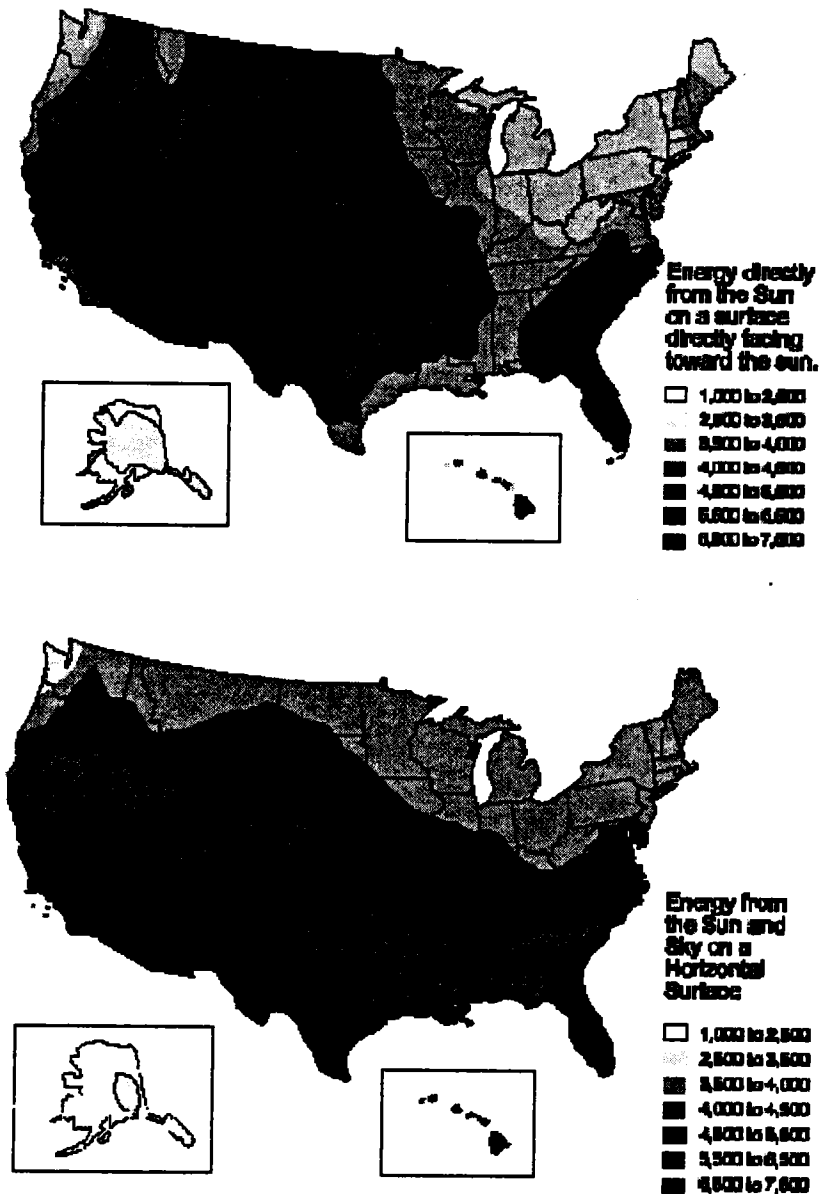 Energy directly
from the Sun
on a surface
directly facing
toward the sun.
1,000 to 2,500
2,500 to 3,500
3,500 to 4,000
4,000 to 4,500
4,500 to 5,500
5,500 to 6,500
6,500 to 7,500
Energy from
the Sun and
Sky on a
Horizontal
Surface
1,000 to 2,500
2,500 to 3,500
3,500 to 4,000
4,000 to 4,500
4,500 to 5,500
5,500 to 6,500
6,500 to 7,500